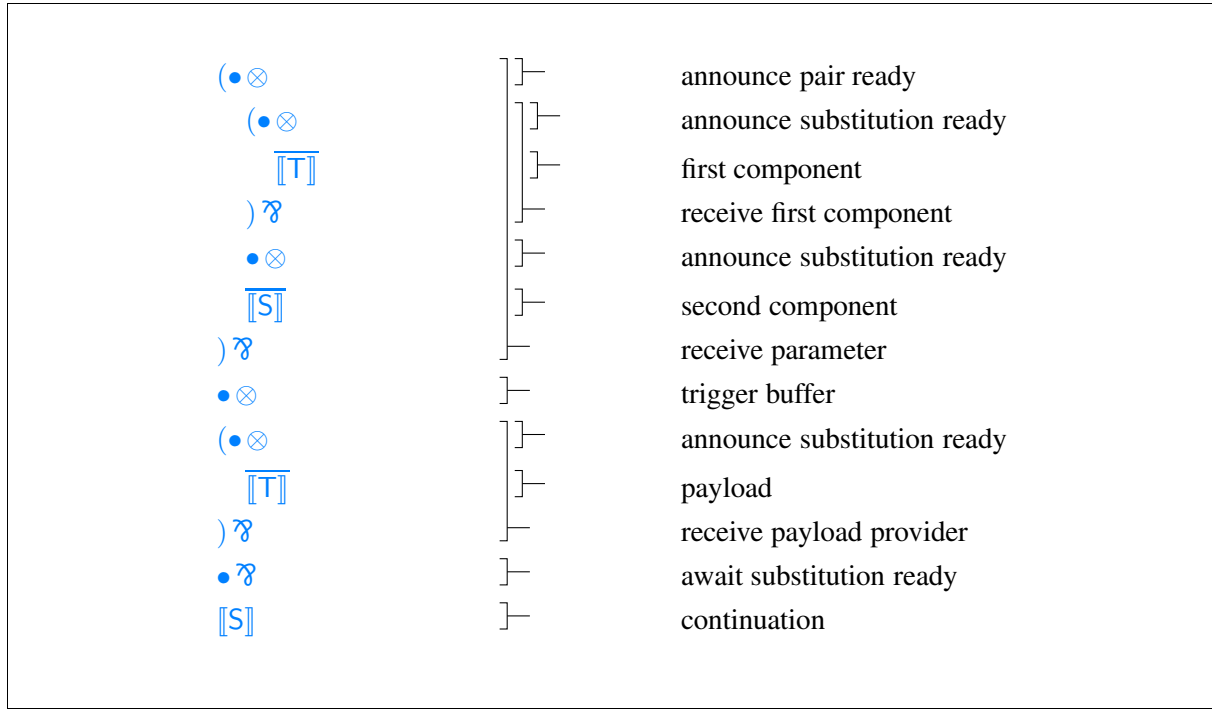 (• ⊗ announce pair ready
(• ⊗ announce substitution ready
⟦T⟧̅ first component
) ⅋ receive first component
• ⊗ announce substitution ready
⟦S⟧̅ second component
) ⅋ receive parameter
• ⊗ trigger buffer
(• ⊗ announce substitution ready
⟦T⟧̅ payload
) ⅋ receive payload provider
• ⅋ await substitution ready
⟦S⟧ continuation